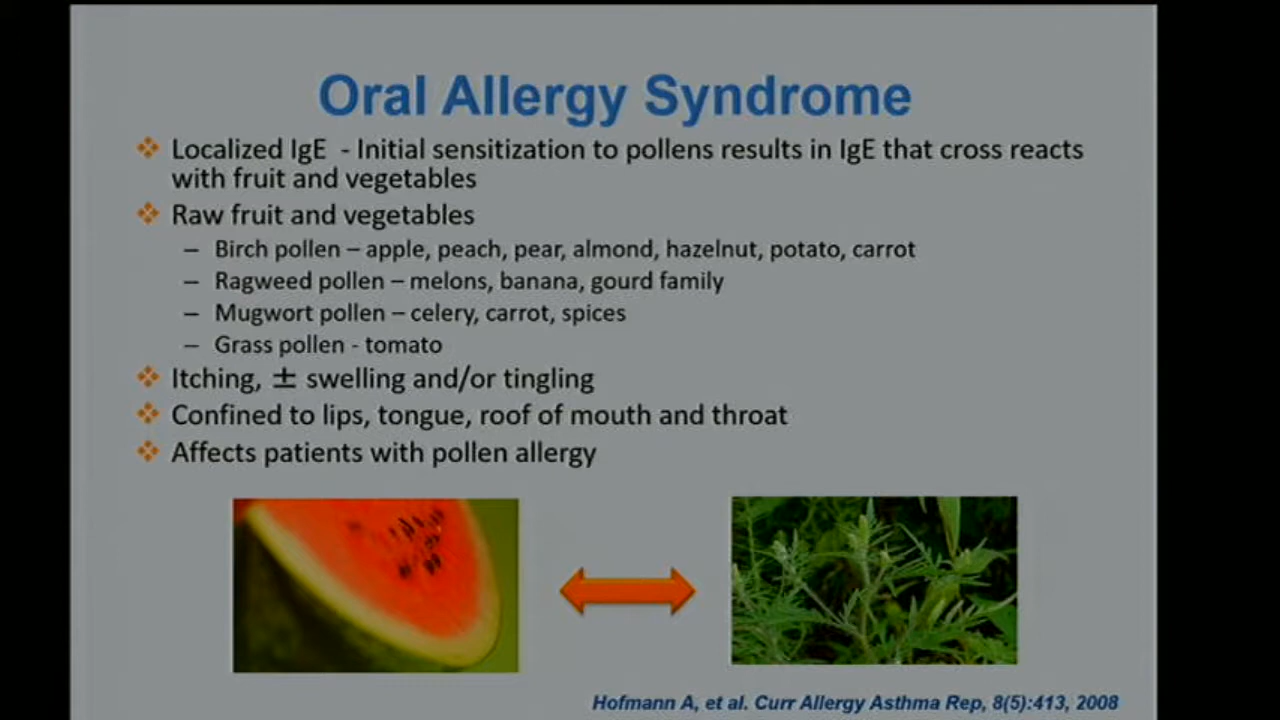 Oral Allergy Syndrome
Localized IgE - Initial sensitization to pollens results in IgE that cross reacts
with fruit and vegetables
Raw fruit and vegetables
– Birch pollen – apple, peach, pear, almond, hazelnut, potato, carrot
– Ragweed pollen – melons, banana, gourd family
– Mugwort pollen – celery, carrot, spices
– Grass pollen - tomato
Itching, ± swelling and/or tingling
Confined to lips, tongue, roof of mouth and throat
Affects patients with pollen allergy
Hofmann A, et al. Curr Allergy Asthma Rep, 8(5):413, 2008